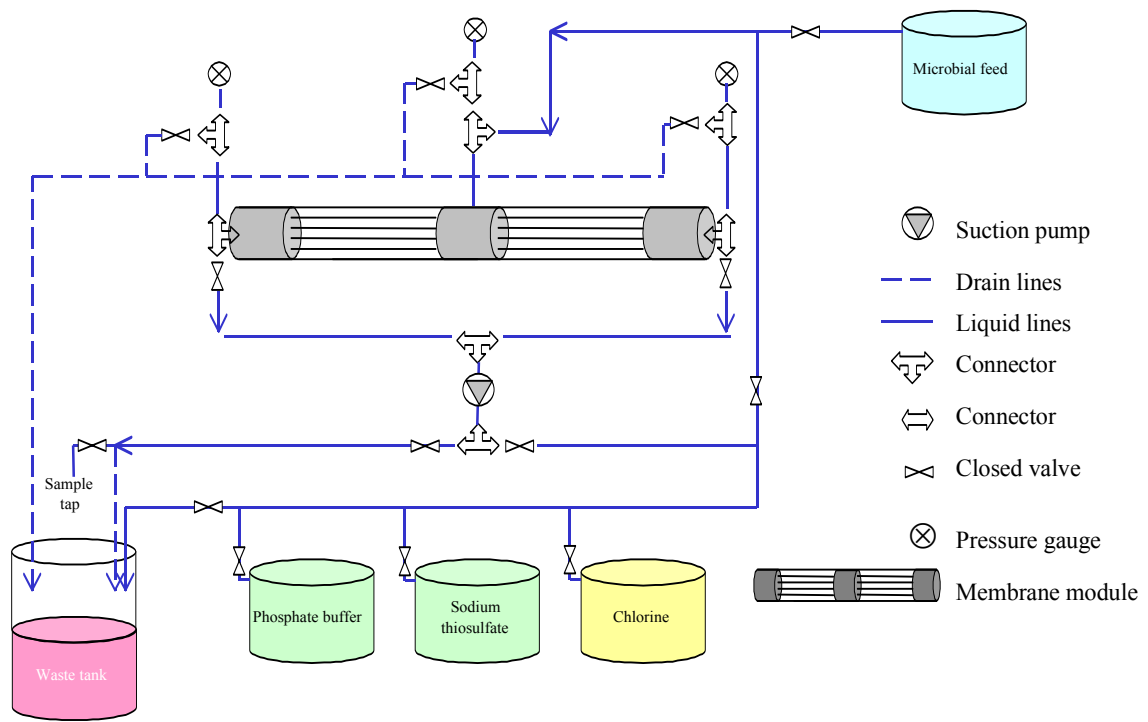 Microbial feed
Suction pump
Drain lines
Liquid lines
Connector
Connector
Closed valve
Pressure gauge
Membrane module
Sample
tap
Phosphate buffer
Sodium
thiosulfate
Chlorine
Waste tank